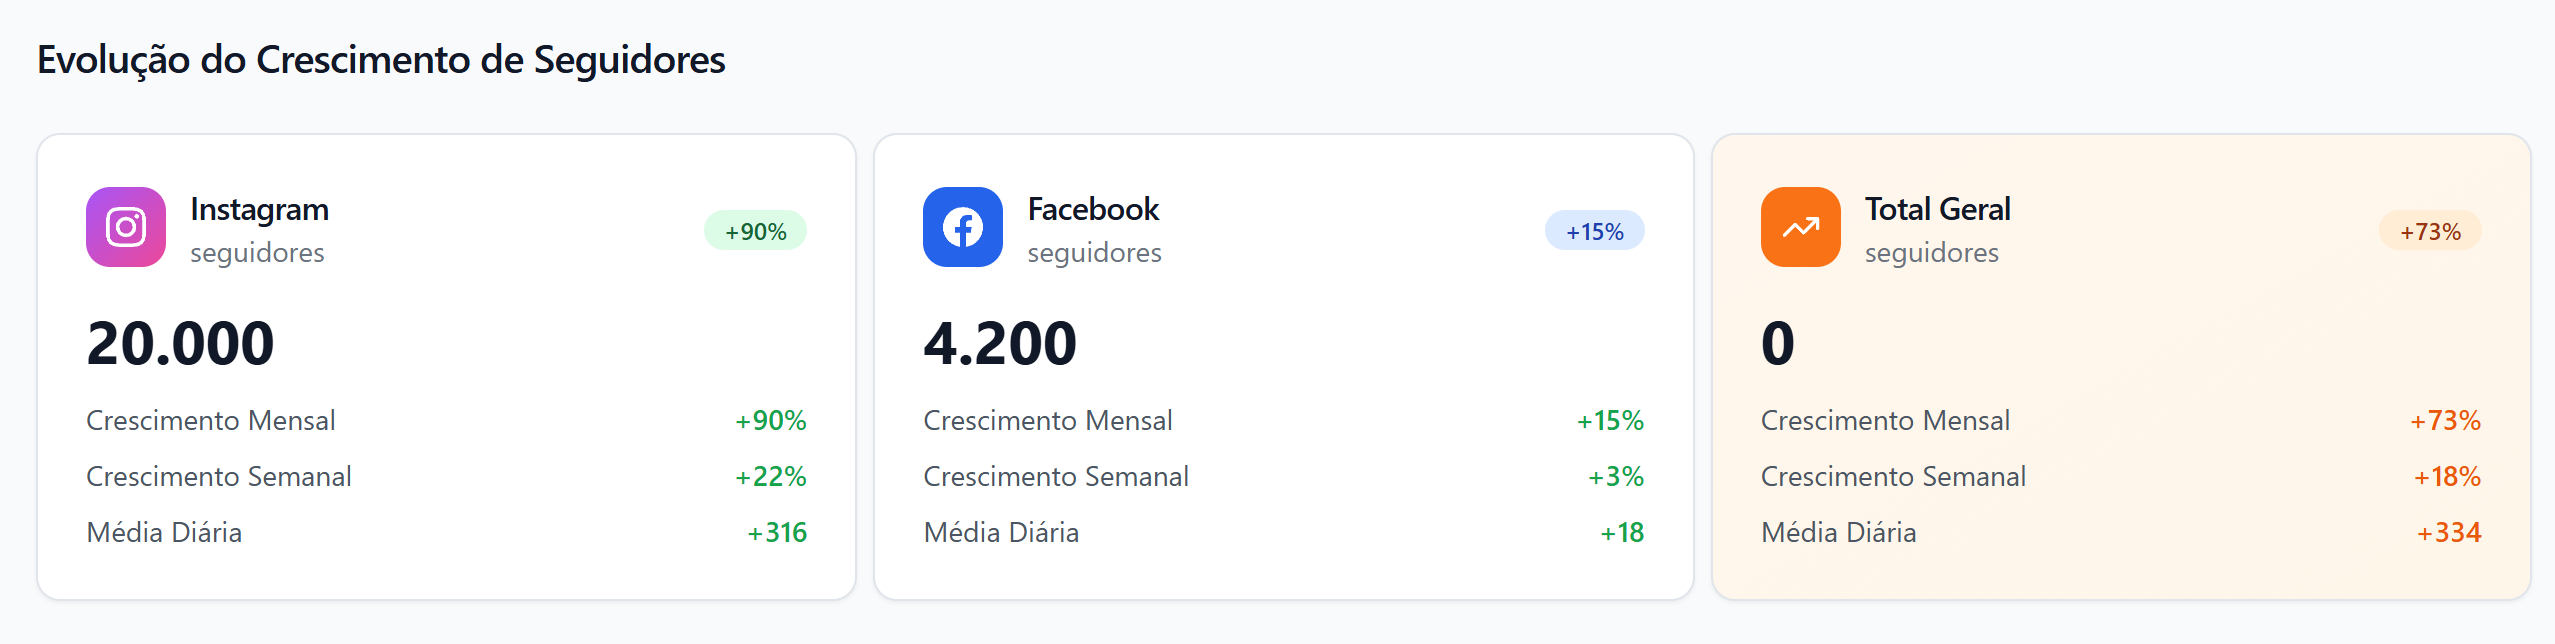 Evolução do Crescimento de Seguidores
Instagram
seguidores
+90%
20.000
Crescimento Mensal +90%
Crescimento Semanal +22%
Média Diária +316
Facebook
seguidores
+15%
4.200
Crescimento Mensal +15%
Crescimento Semanal +3%
Média Diária +18
Total Geral
seguidores
+73%
0
Crescimento Mensal +73%
Crescimento Semanal +18%
Média Diária +334